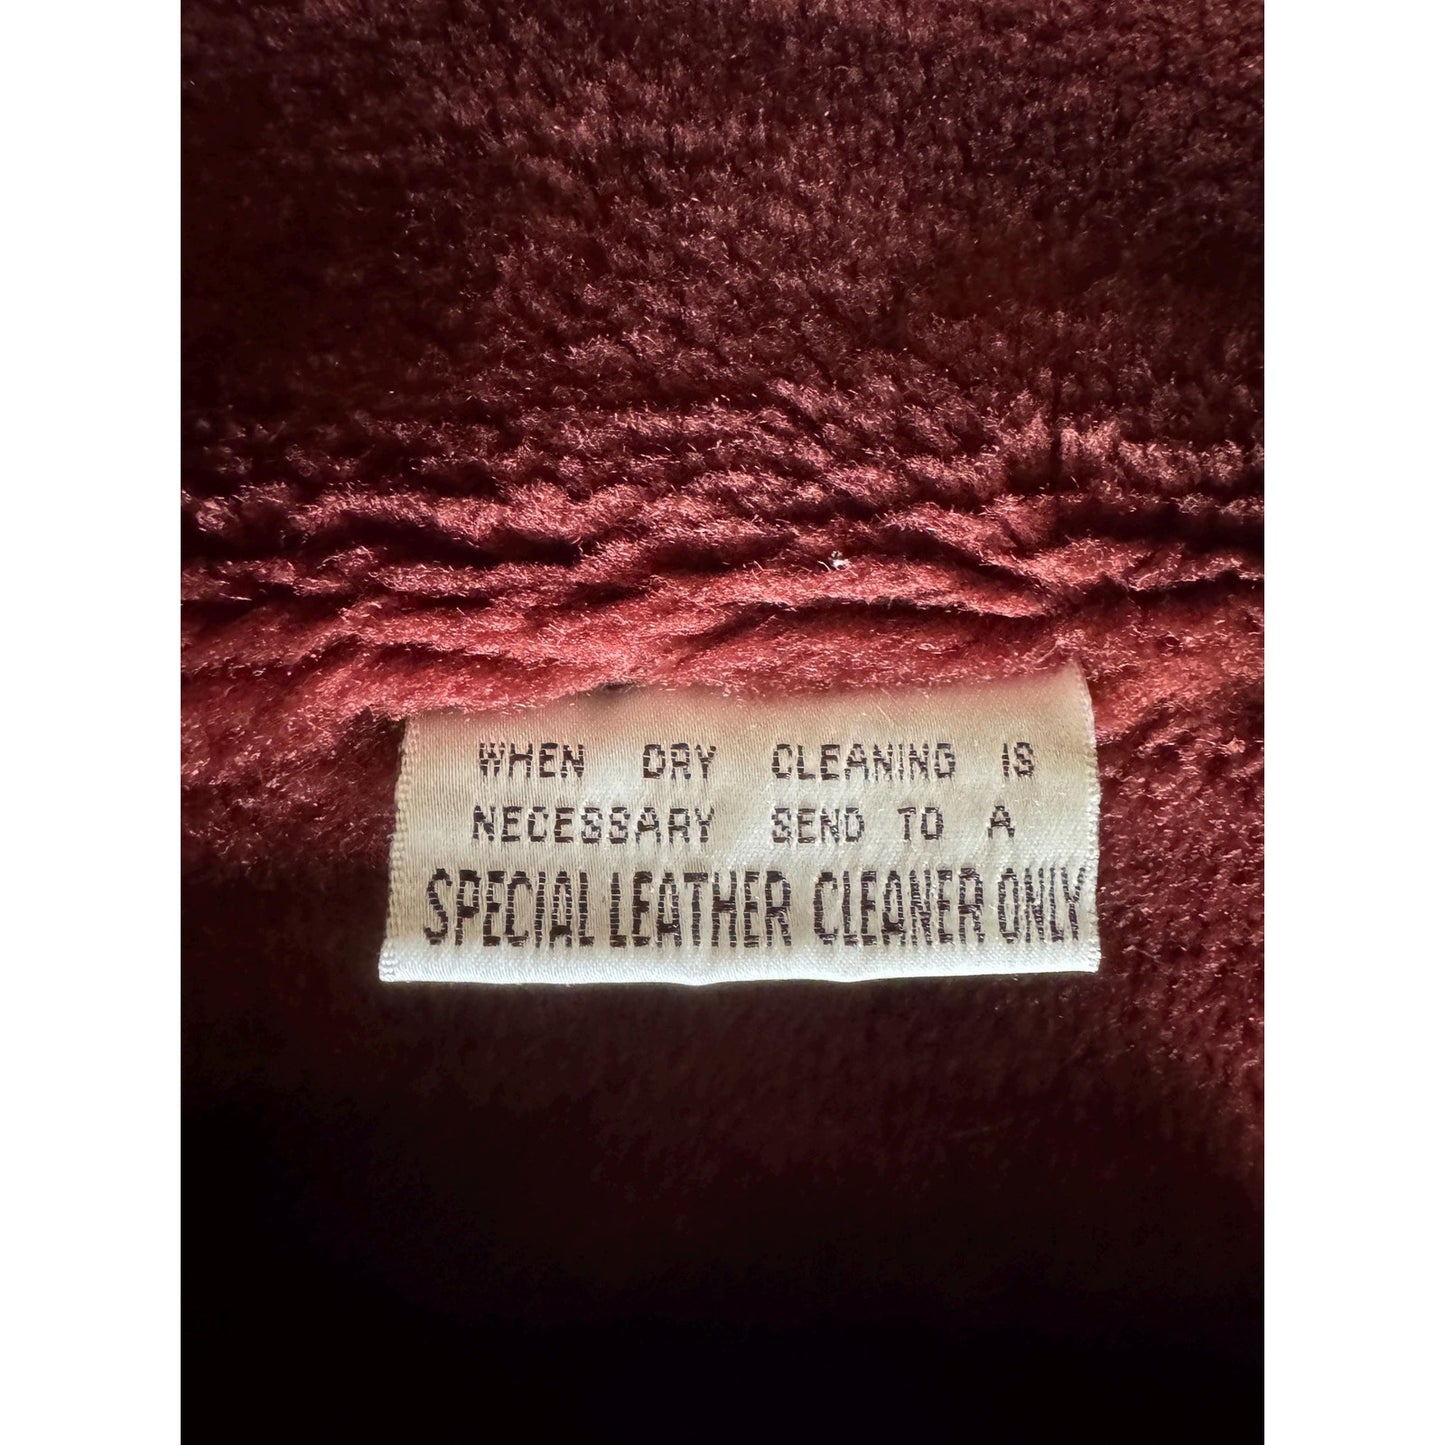 WHEN DRY CLEANING IS
NECESSARY SEND TO A
SPECIAL LEATHER CLEANER ONLY